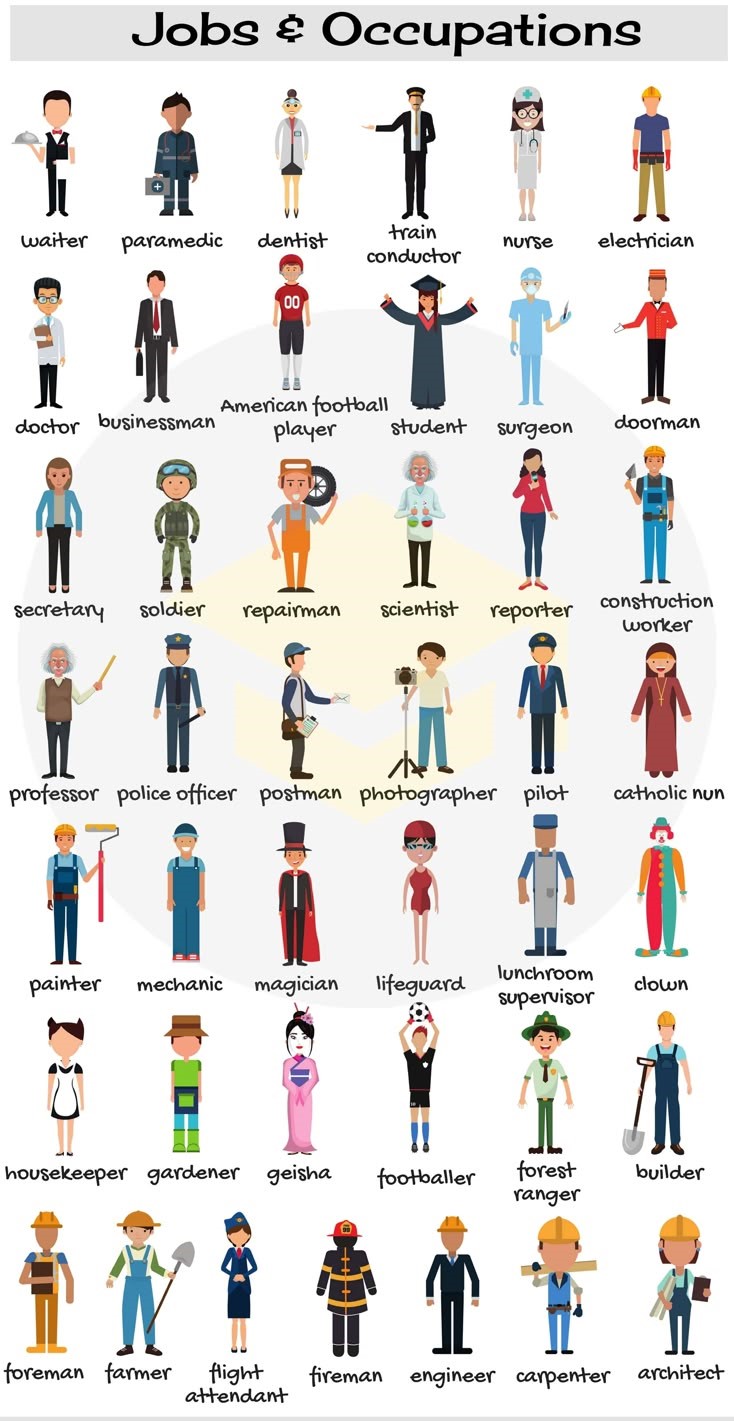 Jobs & Occupations
waiter
paramedic
dentist
train
conductor
nurse
electrician
00
doctor
businessman
American football
player
student
surgeon
doorman
secretary
soldier
repairman
scientist
reporter
construction
worker
professor
police officer
postman
photographer
pilot
catholic nun
painter
mechanic
magician
lifeguard
lunchroom
supervisor
clown
housekeeper
gardener
geisha
footballer
forest
ranger
builder
foreman
farmer
flight
attendant
fireman
engineer
carpenter
architect